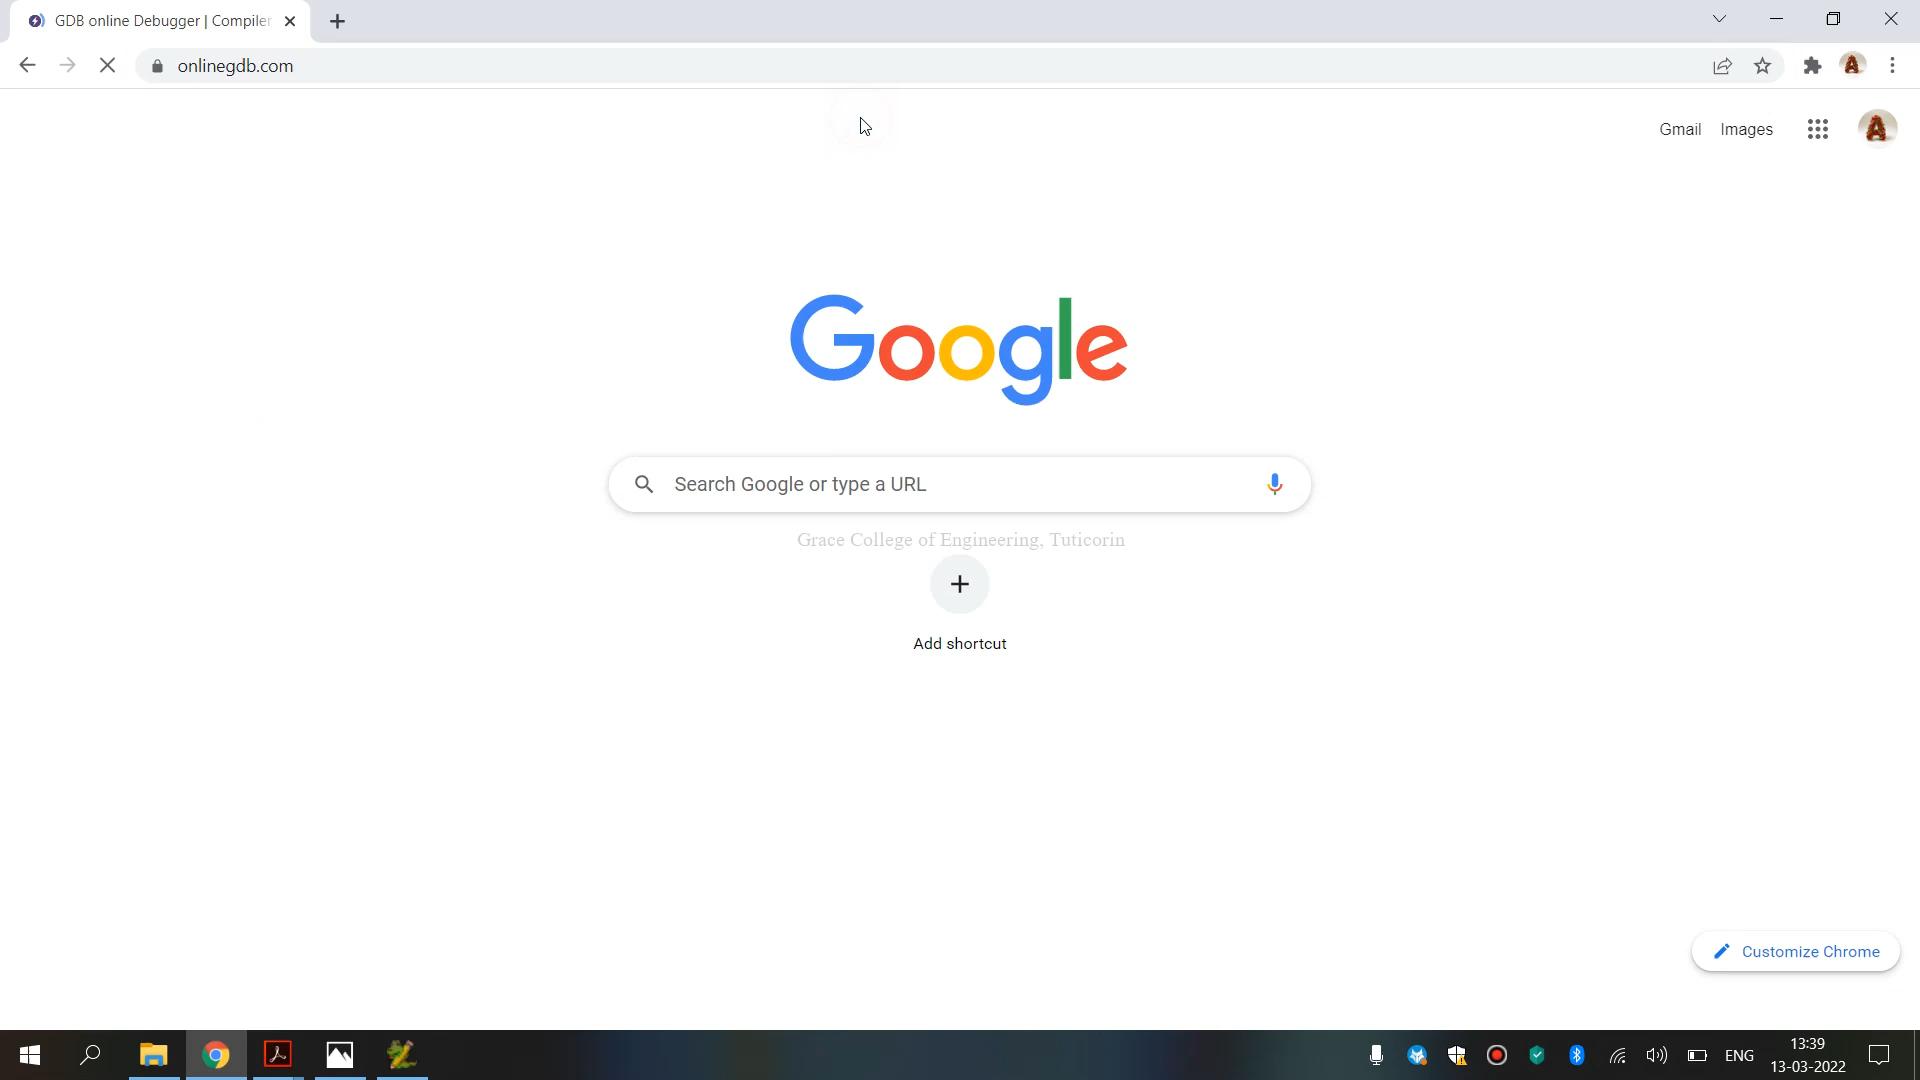 GDB online Debugger | Compiler
onlinegdb.com
Gmail Images
Google
Search Google or type a URL
Grace College of Engineering, Tuticorin
Add shortcut
Customize Chrome
ENG
13:39
13-03-2022